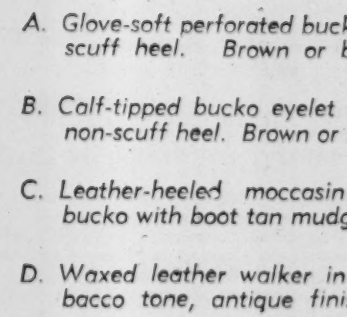 A. Glove-soft perforated buck
scuff heel. Brown or
B. Calf-tipped bucko eyelet
non-scuff heel. Brown or
C. Leather-heeled moccasin
bucko with boot tan mudg
D. Waxed leather walker in
bacco tone, antique fini